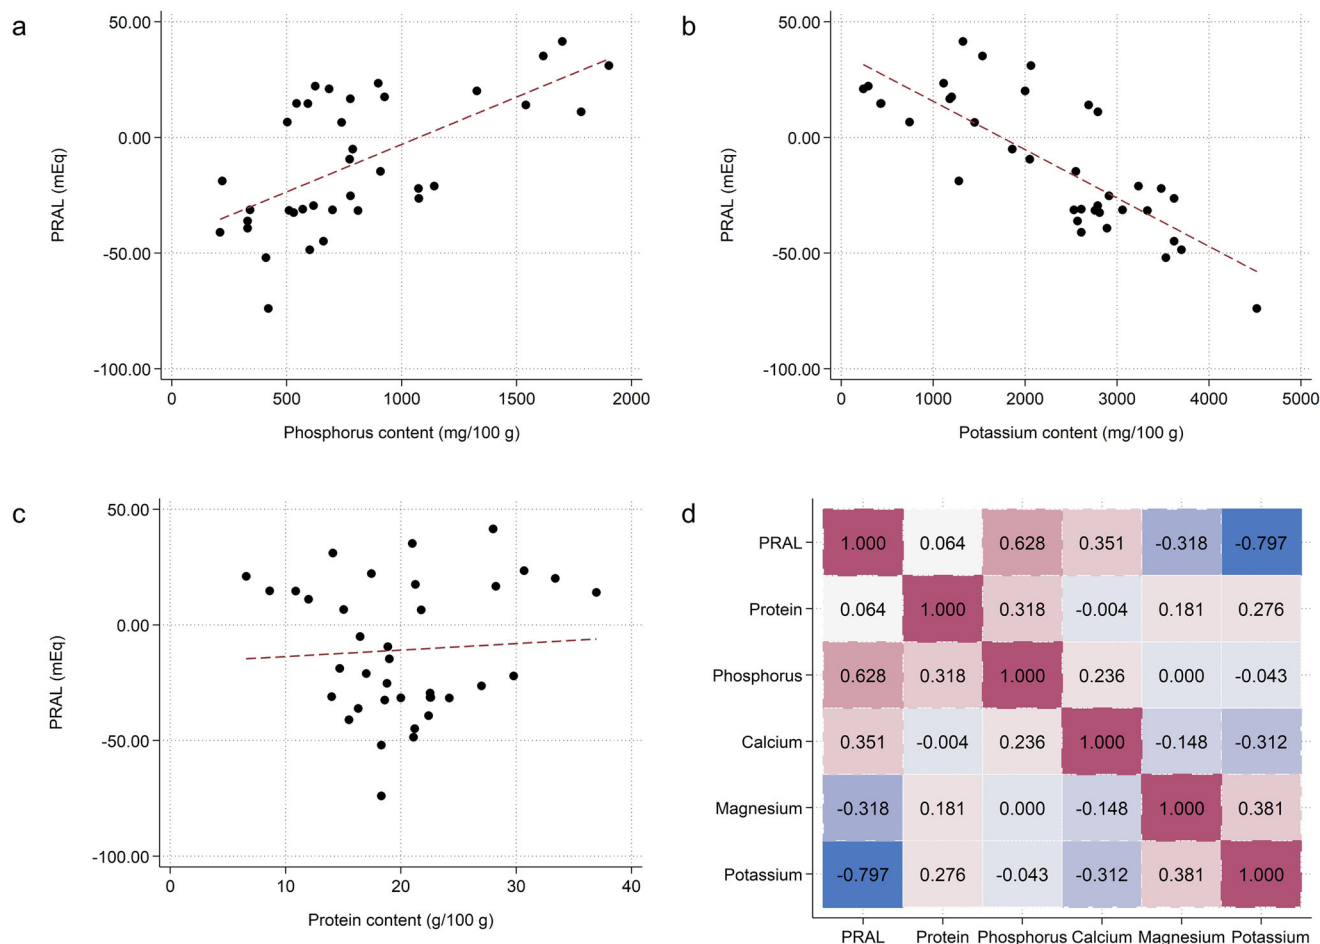 a
50.00
0.00
-50.00
-100.00
PRAL (mEq)
0 500 1000 1500 2000
Phosphorus content (mg/100 g)
b
50.00
0.00
-50.00
-100.00
PRAL (mEq)
0 1000 2000 3000 4000 5000
Potassium content (mg/100 g)
c
50.00
0.00
-50.00
-100.00
PRAL (mEq)
0 10 20 30 40
Protein content (g/100 g)
d
PRAL 1.000 0.064 0.628 0.351 -0.318 -0.797
Protein 0.064 1.000 0.318 -0.004 0.181 0.276
Phosphorus 0.628 0.318 1.000 0.236 0.000 -0.043
Calcium 0.351 -0.004 0.236 1.000 -0.148 -0.312
Magnesium -0.318 0.181 0.000 -0.148 1.000 0.381
Potassium -0.797 0.276 -0.043 -0.312 0.381 1.000
PRAL Protein Phosphorus Calcium Magnesium Potassium